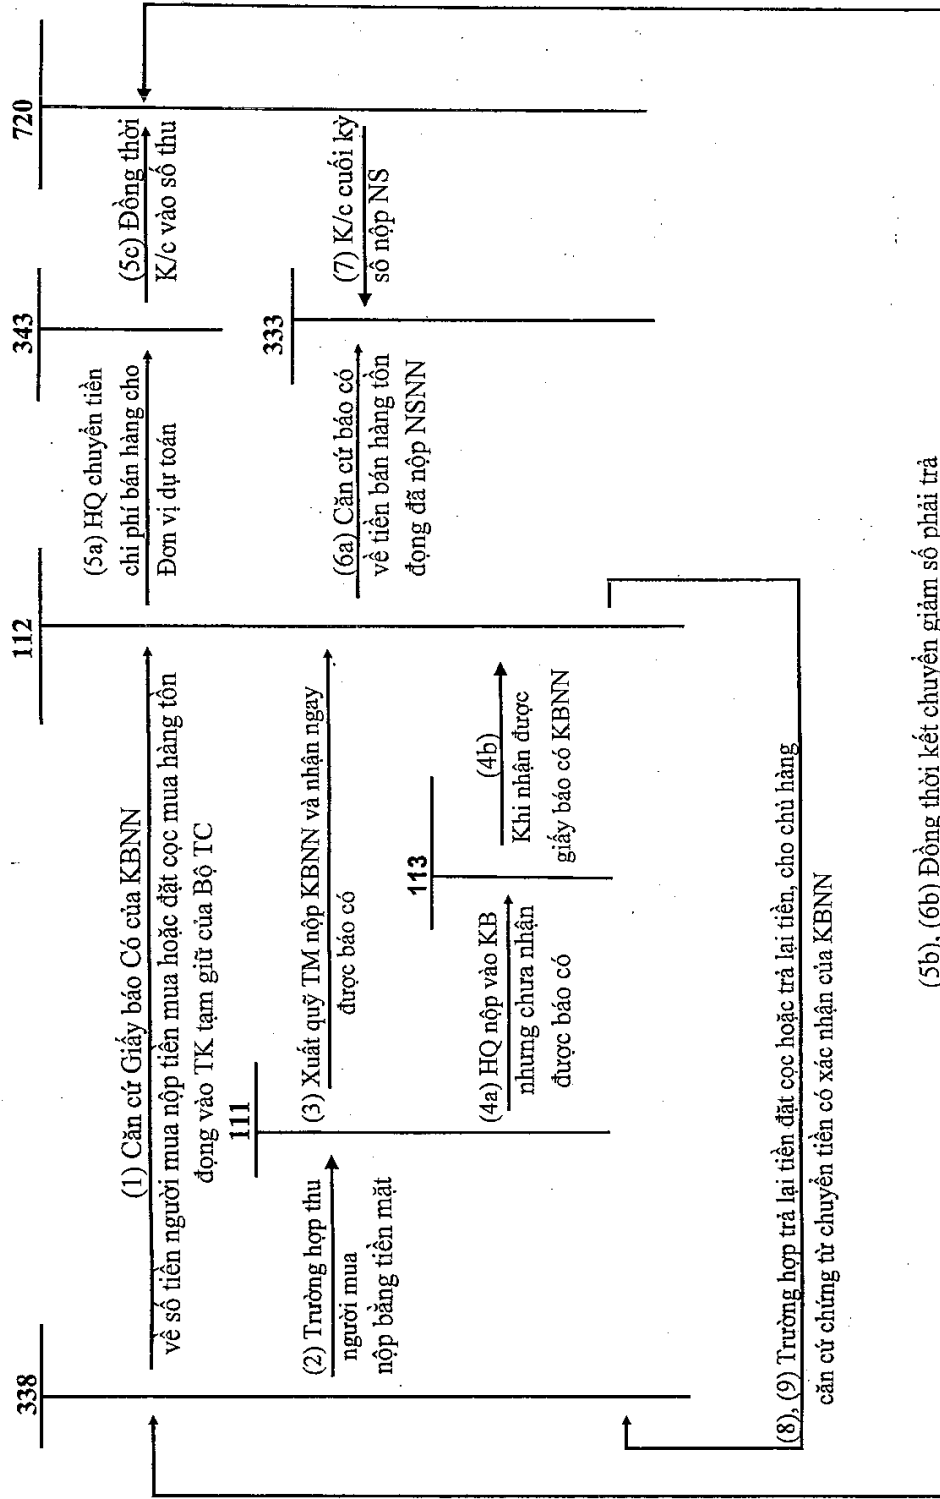 338
112
343
720
(1) Căn cứ Giấy báo Có của KBNN
về số tiền người mua nộp tiền mua hoặc đặt cọc mua hàng tồn
đọng vào TK tạm giữ của Bộ TC
(5a) HQ chuyển tiền
chi phí bán hàng cho
Đơn vị dự toán
(5c) Đồng thời
K/c vào số thu
111
333
(2) Trường hợp thu
người mua
nộp bằng tiền mặt
(3) Xuất quỹ TM nộp KBNN và nhận ngay
được báo có
(6a) Căn cứ báo có
về tiền bán hàng tồn
đọng đã nộp NSNN
(7) K/c cuối kỳ
số nộp NS
113
(4a) HQ nộp vào KB
nhưng chưa nhận
được báo có
(4b)
Khi nhận được
giấy báo có KBNN
(8), (9) Trường hợp trả lại tiền đặt cọc hoặc trả lại tiền, cho chủ hàng
căn cứ chứng từ chuyển tiền có xác nhận của KBNN
(5b), (6b) Đồng thời kết chuyển giảm số phải trả